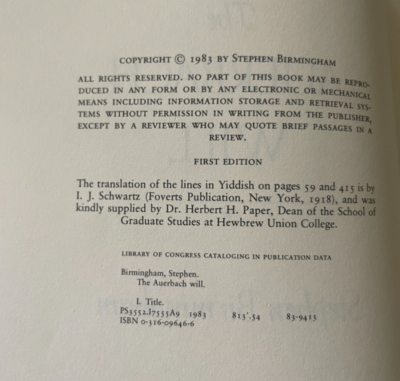 COPYRIGHT © 1983 BY STEPHEN BIRMINGHAM
ALL RIGHTS RESERVED. NO PART OF THIS BOOK MAY BE REPRO-
DUCED IN ANY FORM OR BY ANY ELECTRONIC OR MECHANICAL
MEANS INCLUDING INFORMATION STORAGE AND RETRIEVAL SYS-
TEMS WITHOUT PERMISSION IN WRITING FROM THE PUBLISHER,
EXCEPT BY A REVIEWER WHO MAY QUOTE BRIEF PASSAGES IN A
REVIEW.
FIRST EDITION
The translation of the lines in Yiddish on pages 59 and 415 is by
I. J. Schwartz (Foverts Publication, New York, 1918), and was
kindly supplied by Dr. Herbert H. Paper, Dean of the School of
Graduate Studies at Hewbrew Union College.
LIBRARY OF CONGRESS CATALOGING IN PUBLICATION DATA
Birmingham, Stephen.
The Auerbach will.
I. Title.
PS3552.I7555A9 1983 813'.54 83-9415
ISBN 0-316-09646-6